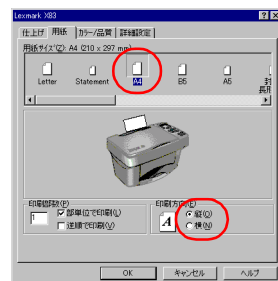 Lexmark X83
仕上げ 用紙 カラー/品質 詳細設定
用紙サイズ(Z): A4 (210 x 297 mm)
Letter Statement A4 B5 A5 封
長形
印刷部数(P)
1
部単位で印刷(L)
逆順で印刷(V)
印刷方向(E)
A
縦(O)
横(N)
OK キャンセル ヘルプ